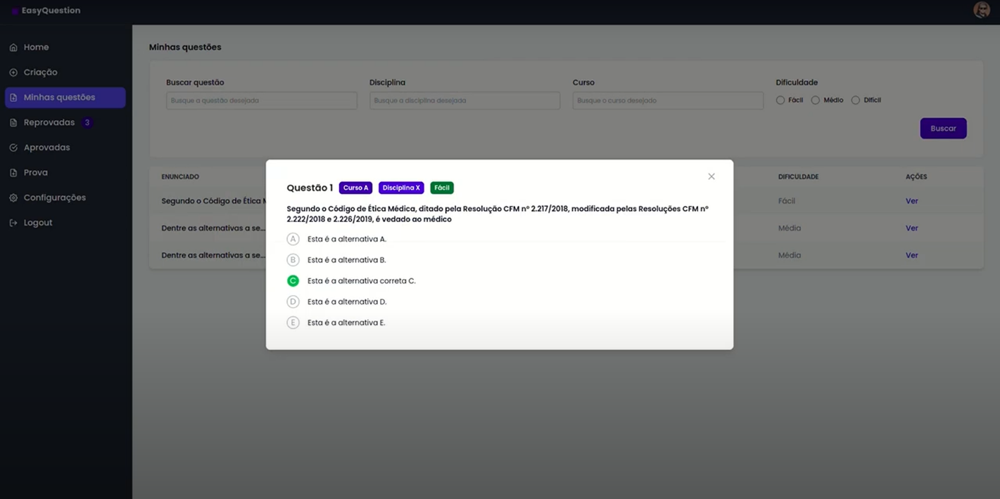 EasyQuestion
Home
Criação
Minhas questões
Reprovadas 3
Aprovadas
Prova
Configurações
Logout
Minhas questões
Buscar questão Disciplina Curso Dificuldade
Busque a questão desejada Busque a disciplina desejada Busque o curso desejado Fácil Médio Difícil
Buscar
ENUNCIADO DIFICULDADE AÇÕES
Segundo o Código de Ética M Fácil Ver
Dentre as alternativas a se... Média Ver
Dentre as alternativas a se... Média Ver
Questão 1 Curso A Disciplina X Fácil
Segundo o Código de Ética Médica, ditado pela Resolução CFM nº 2.217/2018, modificada pelas Resoluções CFM nº
2.222/2018 e 2.226/2019, é vedado ao médico
A Esta é a alternativa A.
B Esta é a alternativa B.
C Esta é a alternativa correta C.
D Esta é a alternativa D.
E Esta é a alternativa E.